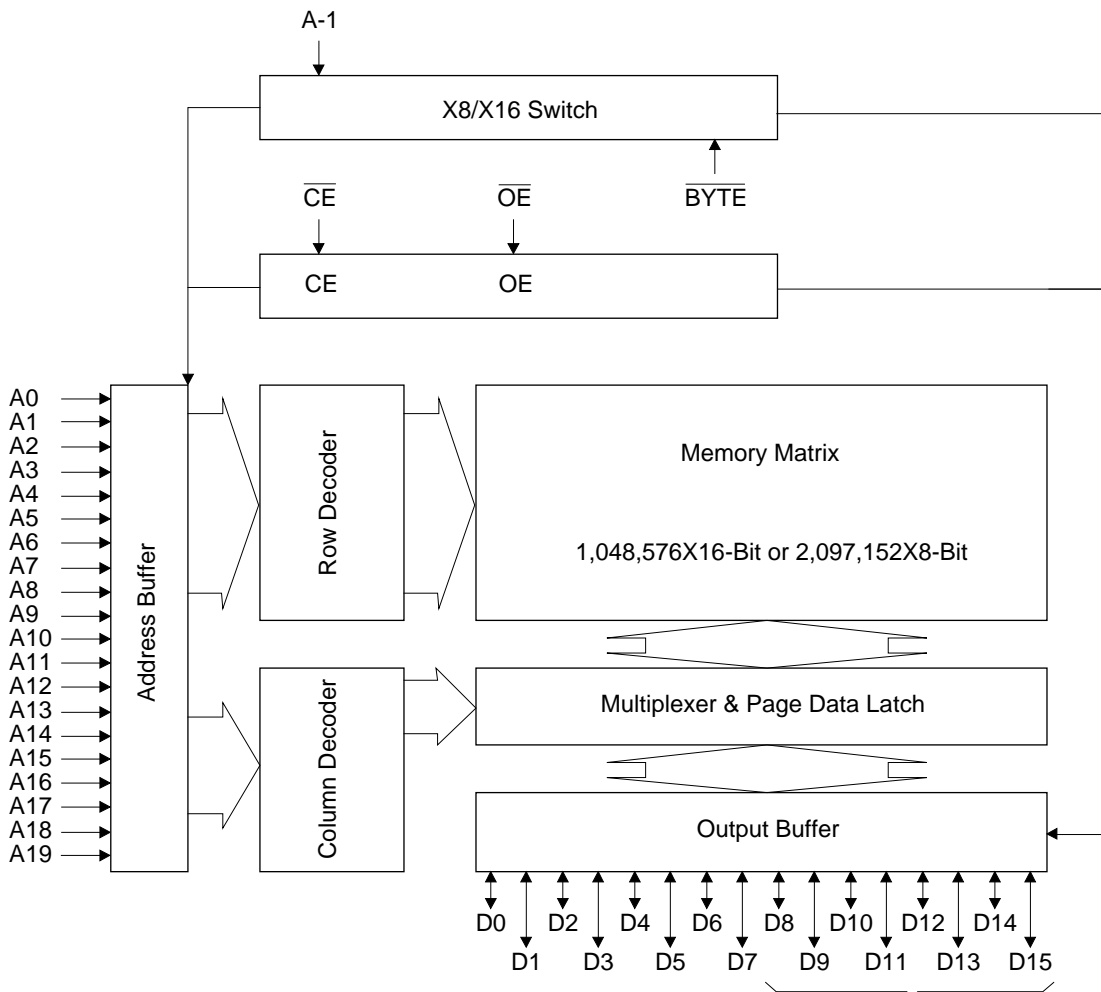 A-1
X8/X16 Switch
CE OE BYTE
CE OE
A0
A1
A2
A3
A4
A5
A6
A7
A8
A9
A10
A11
A12
A13
A14
A15
A16
A17
A18
A19
Address Buffer
Row Decoder
Memory Matrix
1,048,576X16-Bit or 2,097,152X8-Bit
Column Decoder
Multiplexer & Page Data Latch
Output Buffer
D0 D2 D4 D6 D8 D10 D12 D14
D1 D3 D5 D7 D9 D11 D13 D15